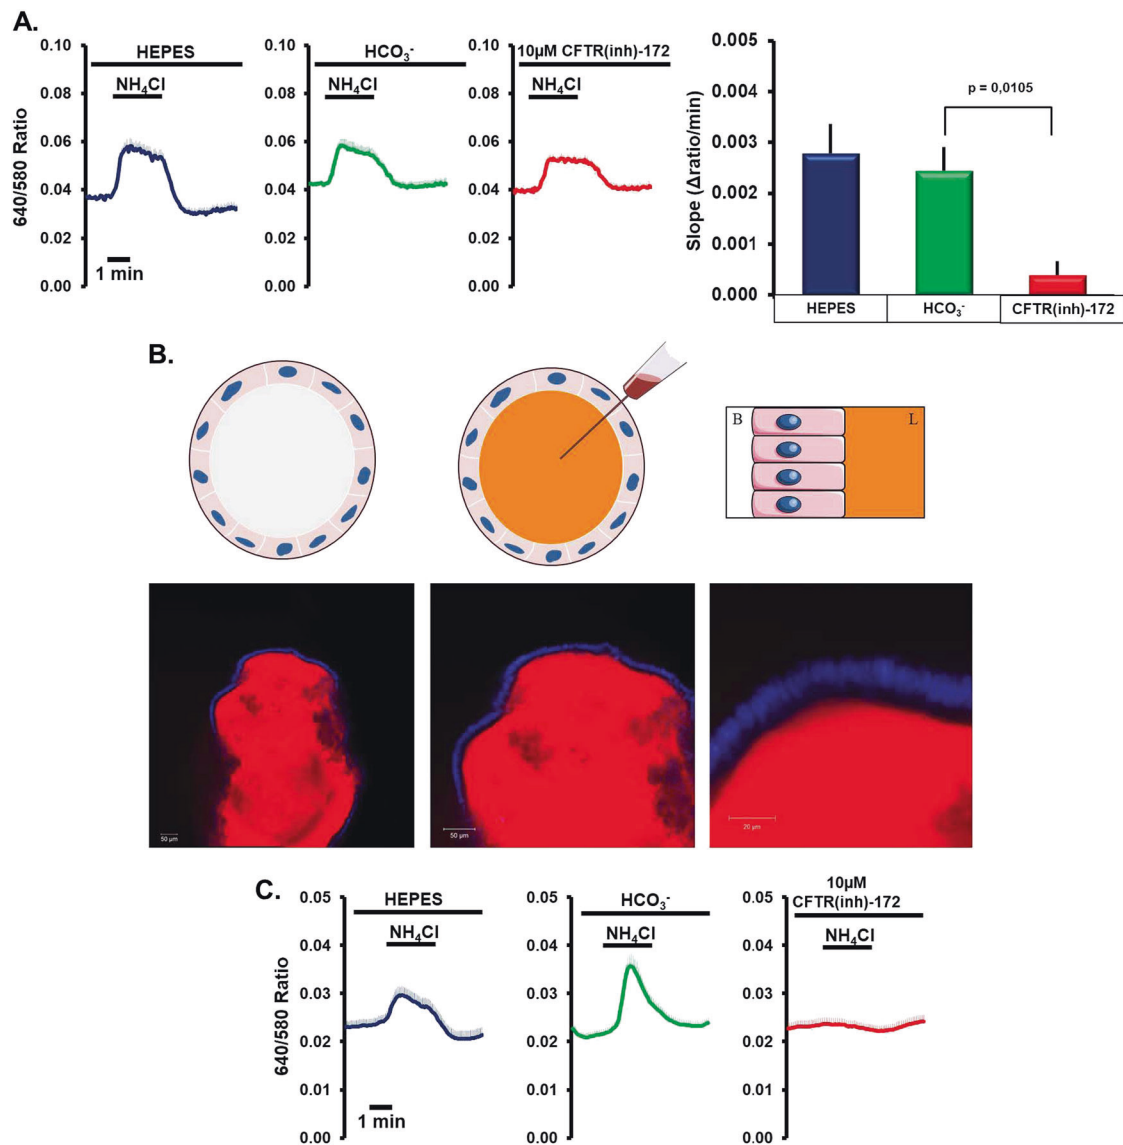 A.
0.10
0.08
0.06
0.04
0.02
0.00
640/580 Ratio
HEPES
NH₄Cl
1 min
0.10
0.08
0.06
0.04
0.02
0.00
HCO₃⁻
NH₄Cl
0.10
0.08
0.06
0.04
0.02
0.00
10µM CFTR(inh)-172
NH₄Cl
0.005
0.004
0.003
0.002
0.001
0.000
Slope (Δratio/min)
p = 0,0105
HEPES
HCO₃⁻
CFTR(inh)-172
B.
B
L
50 µm
50 µm
20 µm
C.
0.05
0.04
0.03
0.02
0.01
0.00
640/580 Ratio
HEPES
NH₄Cl
1 min
0.05
0.04
0.03
0.02
0.01
0.00
HCO₃⁻
NH₄Cl
0.05
0.04
0.03
0.02
0.01
0.00
10µM
CFTR(inh)-172
NH₄Cl